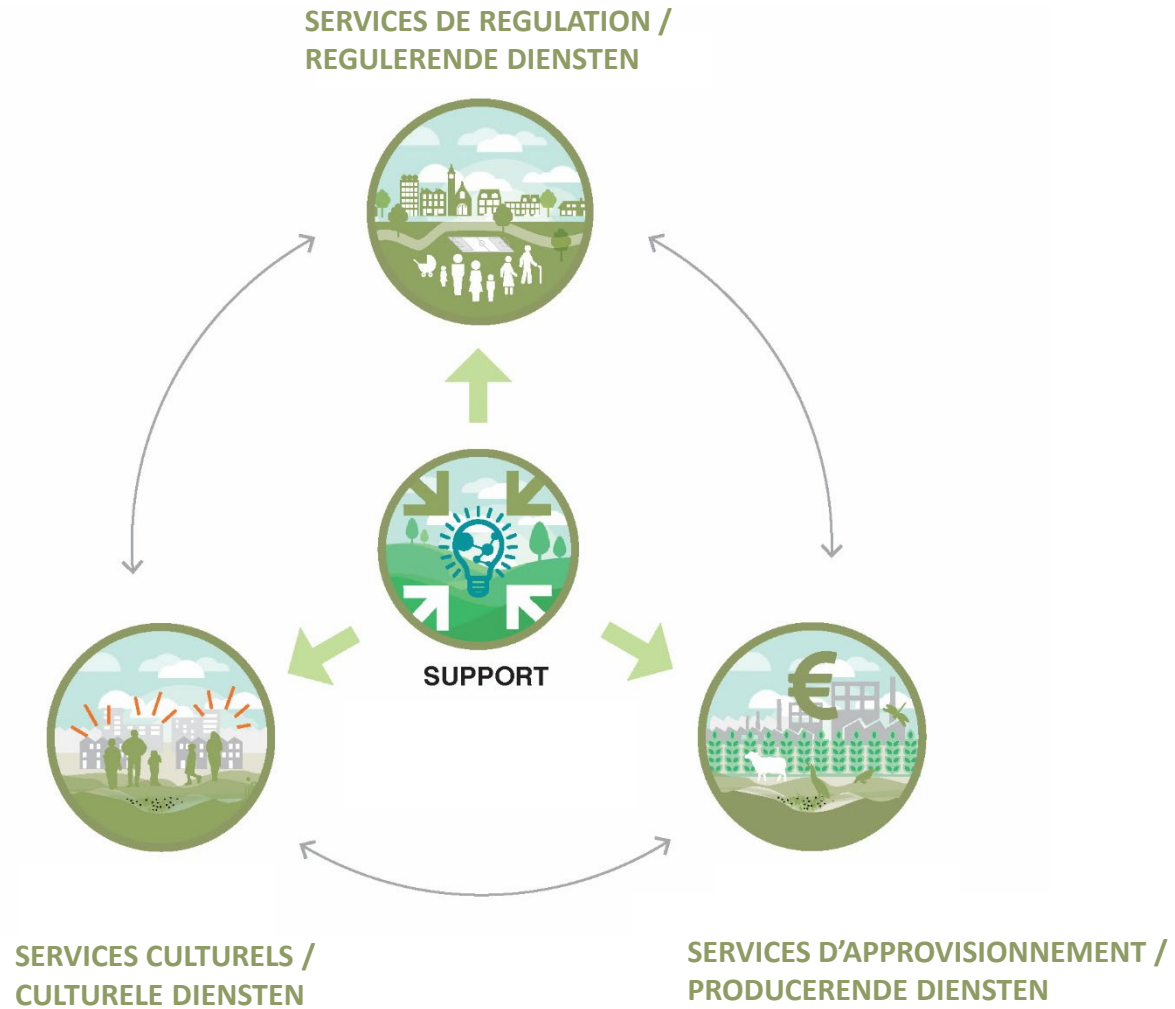 SERVICES DE REGULATION /
REGULERENDE DIENSTEN
SUPPORT
€
SERVICES CULTURELS /
CULTURELE DIENSTEN
SERVICES D’APPROVISIONNEMENT /
PRODUCERENDE DIENSTEN